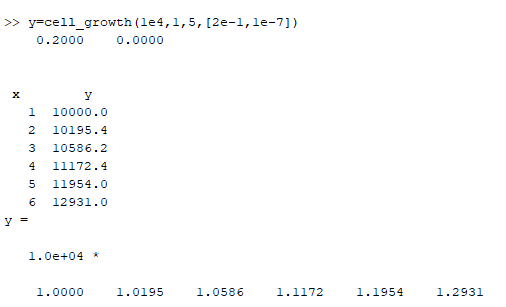 >> y=cell_growth(1e4,1,5,[2e-1,1e-7])
0.2000 0.0000
x y
1 10000.0
2 10195.4
3 10586.2
4 11172.4
5 11954.0
6 12931.0
y =
1.0e+04 *
1.0000 1.0195 1.0586 1.1172 1.1954 1.2931